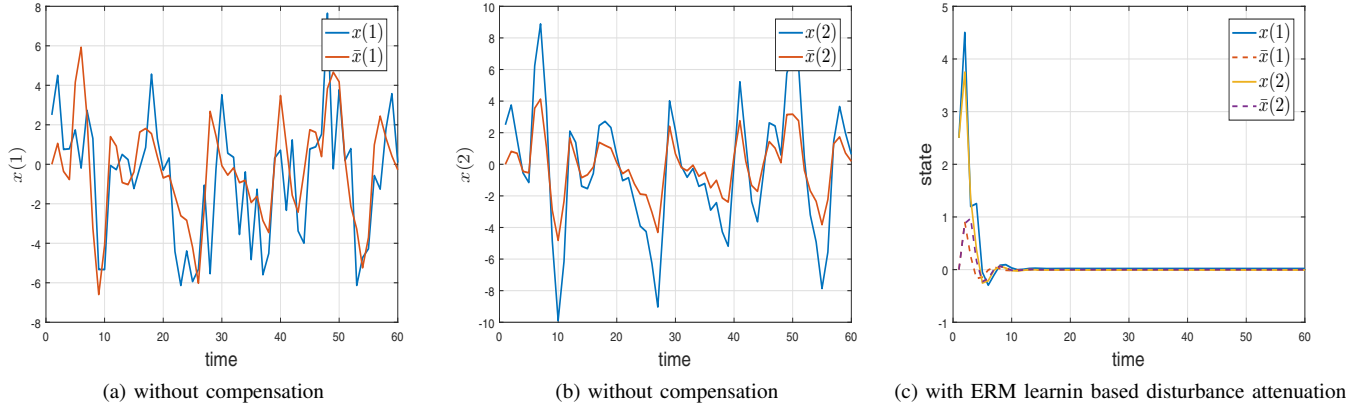 8
6
4
2
0
-2
-4
-6
-8
0 10 20 30 40 50 60
x(1)
time
x(1)
x̄(1)
(a) without compensation
10
8
6
4
2
0
-2
-4
-6
-8
-10
0 10 20 30 40 50 60
x(2)
time
x(2)
x̄(2)
(b) without compensation
5
4
3
2
1
0
-1
0 10 20 30 40 50 60
state
time
x(1)
x̄(1)
x(2)
x̄(2)
(c) with ERM learnin based disturbance attenuation